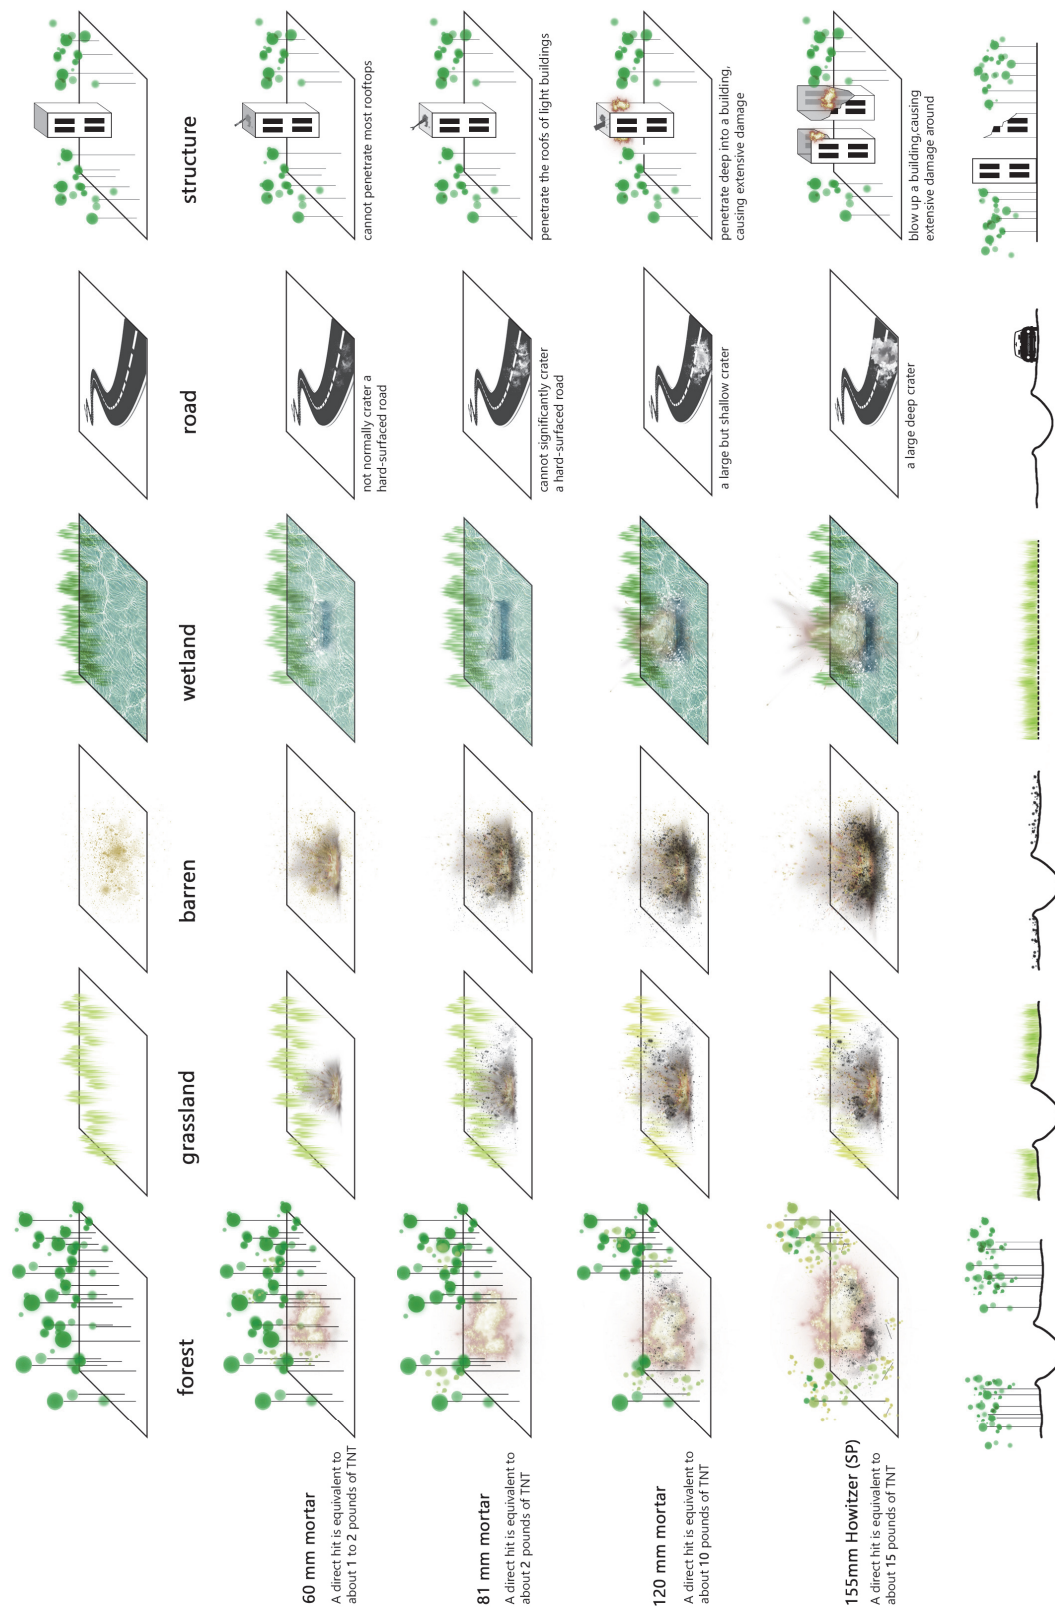 forest
grassland
barren
wetland
road
structure
60 mm mortar
A direct hit is equivalent to
about 1 to 2 pounds of TNT
not normally crater a
hard-surfaced road
cannot penetrate most rooftops
81 mm mortar
A direct hit is equivalent to
about 2 pounds of TNT
cannot significantly crater
a hard-surfaced road
penetrate the roofs of light buildings
120 mm mortar
A direct hit is equivalent to
about 10 pounds of TNT
a large but shallow crater
penetrate deep into a building,
causing extensive damage
155mm Howitzer (SP)
A direct hit is equivalent to
about 15 pounds of TNT
a large deep crater
blow up a building,causing
extensive damage around